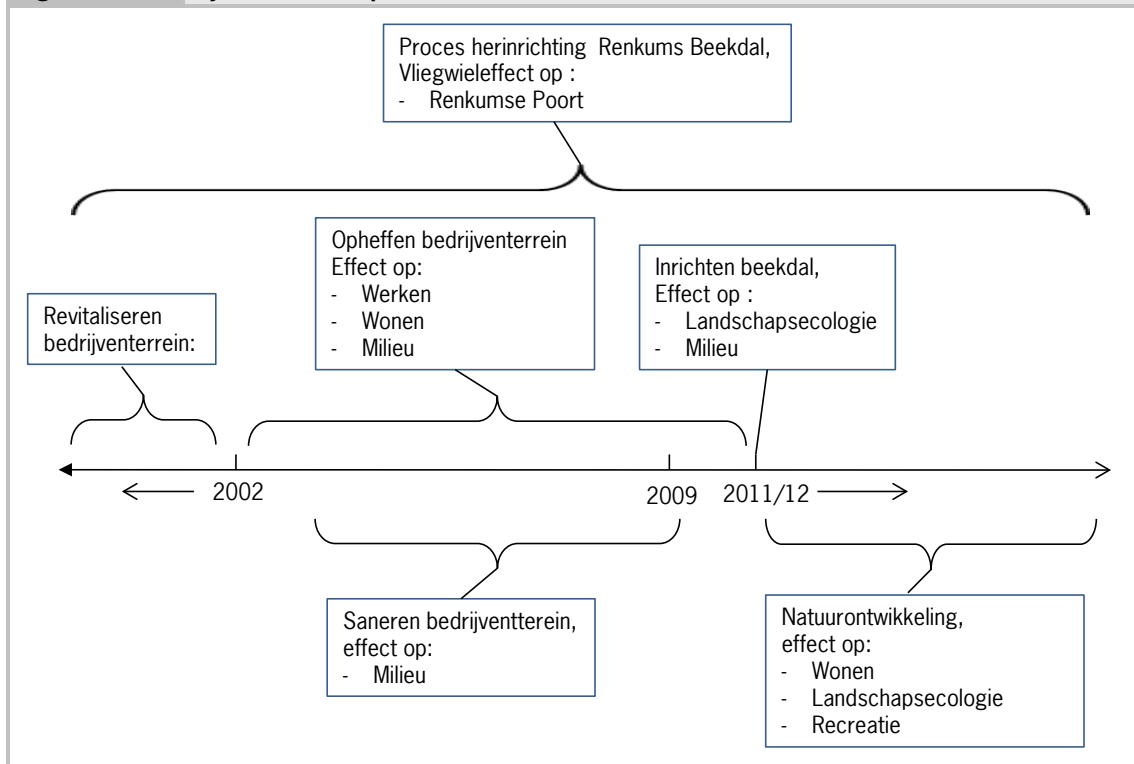 Proces herinrichting Renkums Beekdal,
Vliegwieleffect op :
- Renkumse Poort
Opheffen bedrijventerrein
Effect op:
- Werken
- Wonen
- Milieu
Inrichten beekdal,
Effect op :
- Landschapsecologie
- Milieu
Revitaliseren
bedrijventerrein:
2002
2009
2011/12
Saneren bedrijventterein,
effect op:
- Milieu
Natuurontwikkeling,
effect op:
- Wonen
- Landschapsecologie
- Recreatie